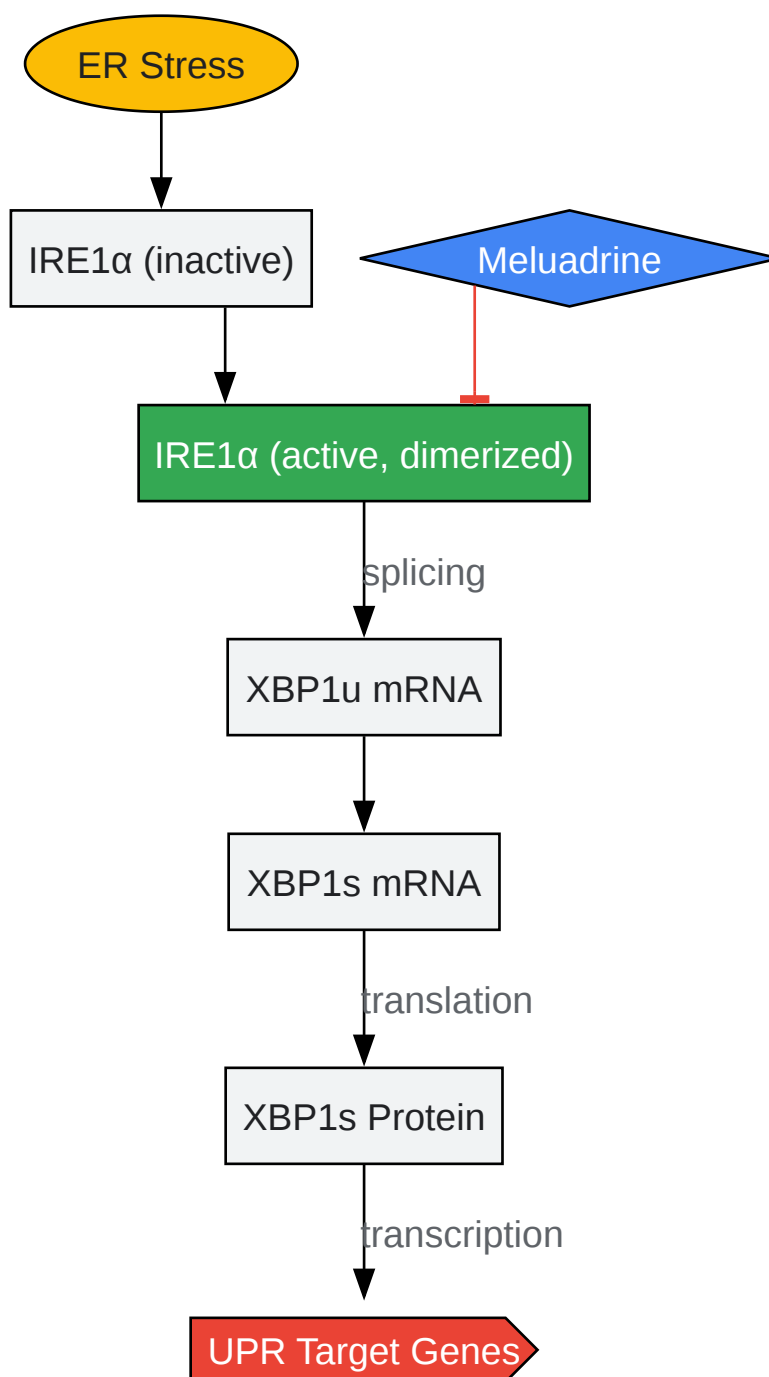 ER Stress
IRE1α (inactive)
Meluadrine
IRE1α (active, dimerized)
splicing
XBP1u mRNA
XBP1s mRNA
translation
XBP1s Protein
transcription
UPR Target Genes